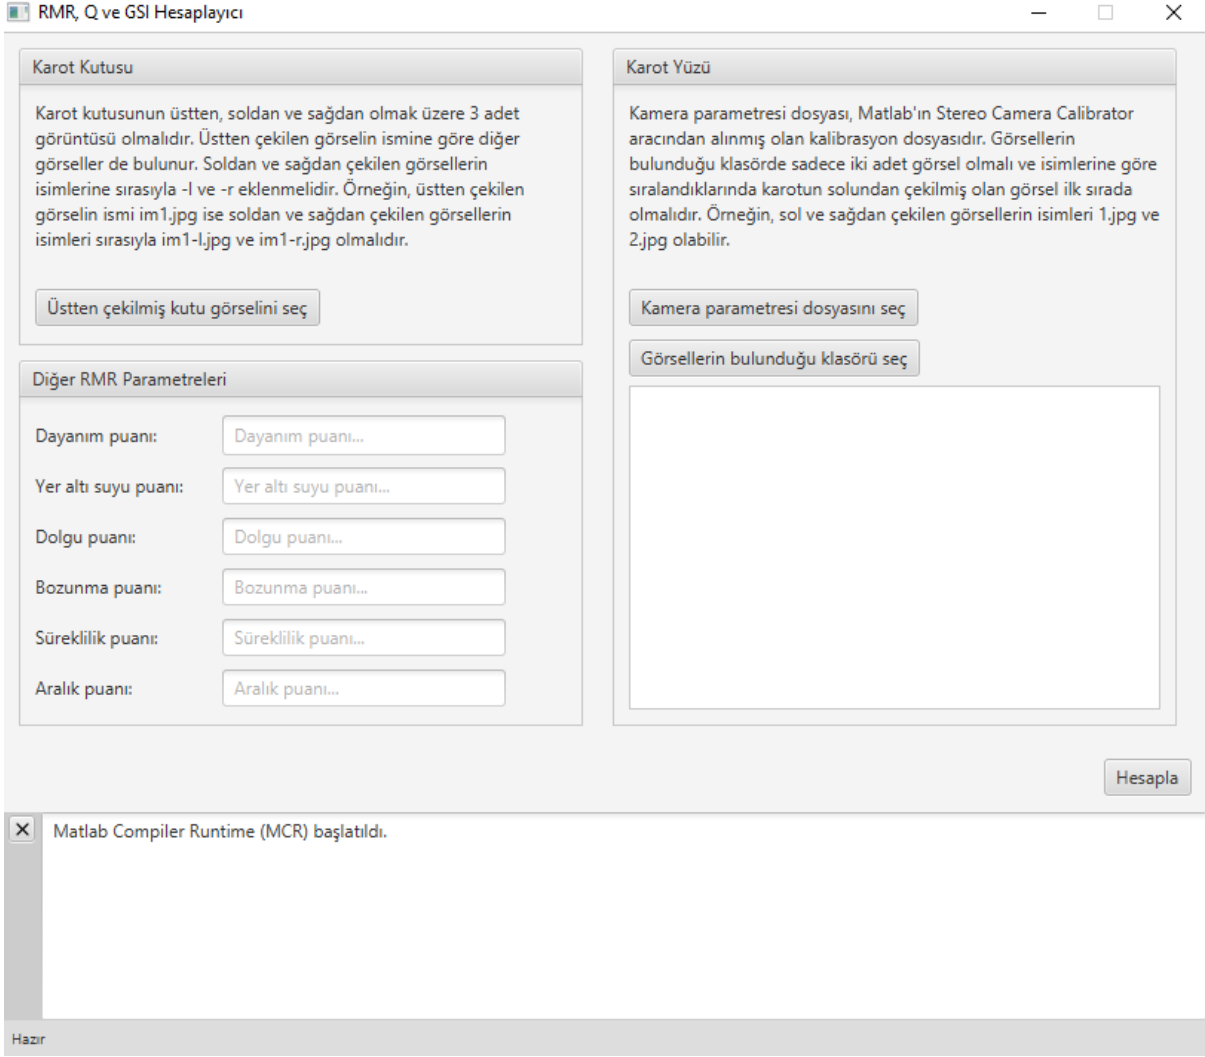 RMR, Q ve GSI Hesaplayıcı
Karot Kutusu
Karot kutusunun üstten, soldan ve sağdan olmak üzere 3 adet
görüntüsü olmalıdır. Üstten çekilen görselin ismine göre diğer
görseller de bulunur. Soldan ve sağdan çekilen görsellerin
isimlerine sırasıyla -l ve -r eklenmelidir. Örneğin, üstten çekilen
görselin ismi im1.jpg ise soldan ve sağdan çekilen görsellerin
isimleri sırasıyla im1-l.jpg ve im1-r.jpg olmalıdır.
Üstten çekilmiş kutu görselini seç
Diğer RMR Parametreleri
Dayanım puanı: Dayanım puanı...
Yer altı suyu puanı: Yer altı suyu puanı...
Dolgu puanı: Dolgu puanı...
Bozunma puanı: Bozunma puanı...
Süreklilik puanı: Süreklilik puanı...
Aralık puanı: Aralık puanı...
Karot Yüzü
Kamera parametresi dosyası, Matlab'ın Stereo Camera Calibrator
aracından alınmış olan kalibrasyon dosyasıdır. Görsellerin
bulunduğu klasörde sadece iki adet görsel olmalı ve isimlerine göre
sıralandıklarında karotun solundan çekilmiş olan görsel ilk sırada
olmalıdır. Örneğin, sol ve sağdan çekilen görsellerin isimleri 1.jpg ve
2.jpg olabilir.
Kamera parametresi dosyasını seç
Görsellerin bulunduğu klasörü seç
Hesapla
Matlab Compiler Runtime (MCR) başlatıldı.
Hazır